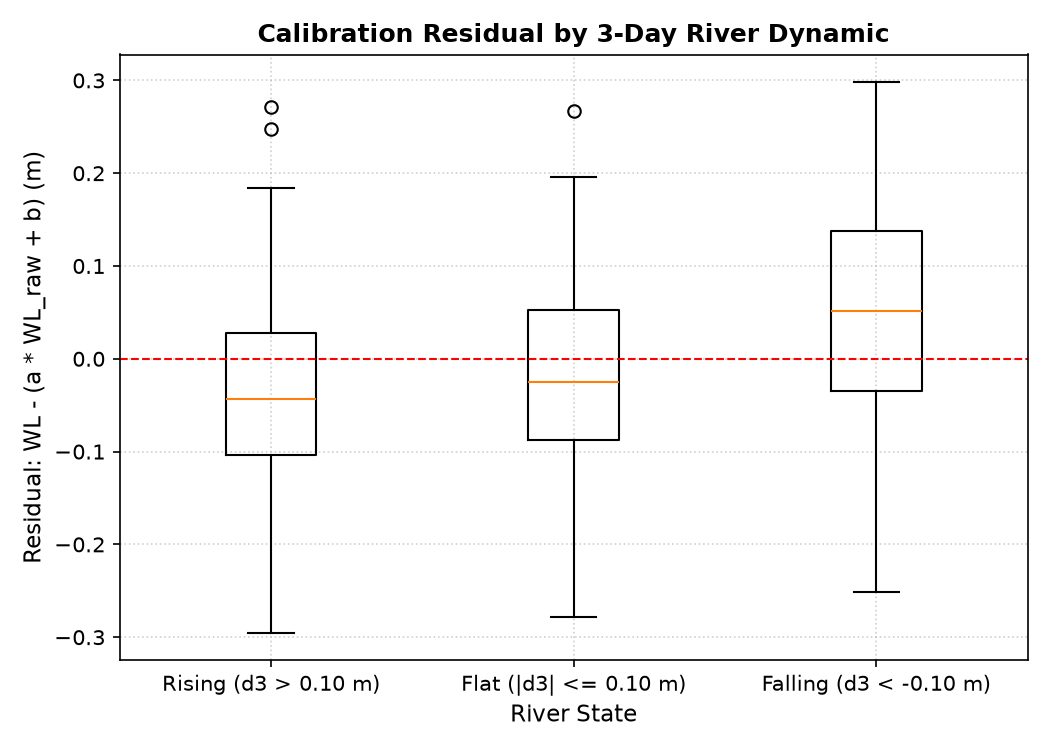 Calibration Residual by 3-Day River Dynamic
Residual: WL - (a * WL_raw + b) (m)
0.3
0.2
0.1
0.0
−0.1
−0.2
−0.3
Rising (d3 > 0.10 m)
Flat (|d3| <= 0.10 m)
Falling (d3 < -0.10 m)
River State